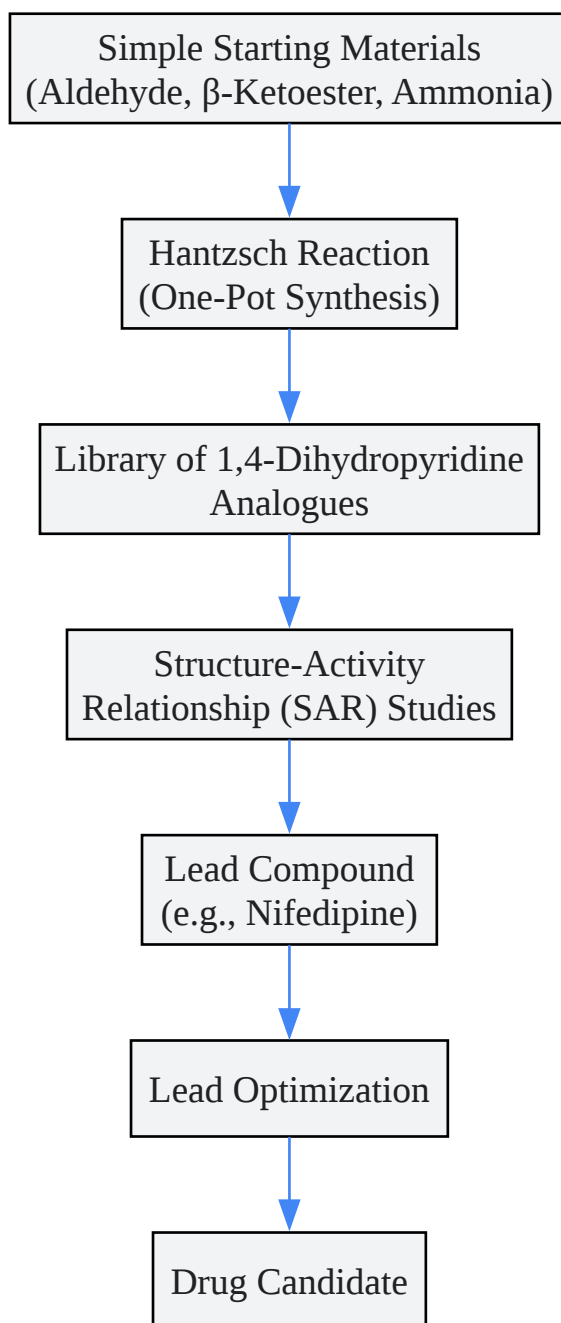 Simple Starting Materials
(Aldehyde, β-Ketoester, Ammonia)
Hantzsch Reaction
(One-Pot Synthesis)
Library of 1,4-Dihydropyridine
Analogues
Structure-Activity
Relationship (SAR) Studies
Lead Compound
(e.g., Nifedipine)
Lead Optimization
Drug Candidate